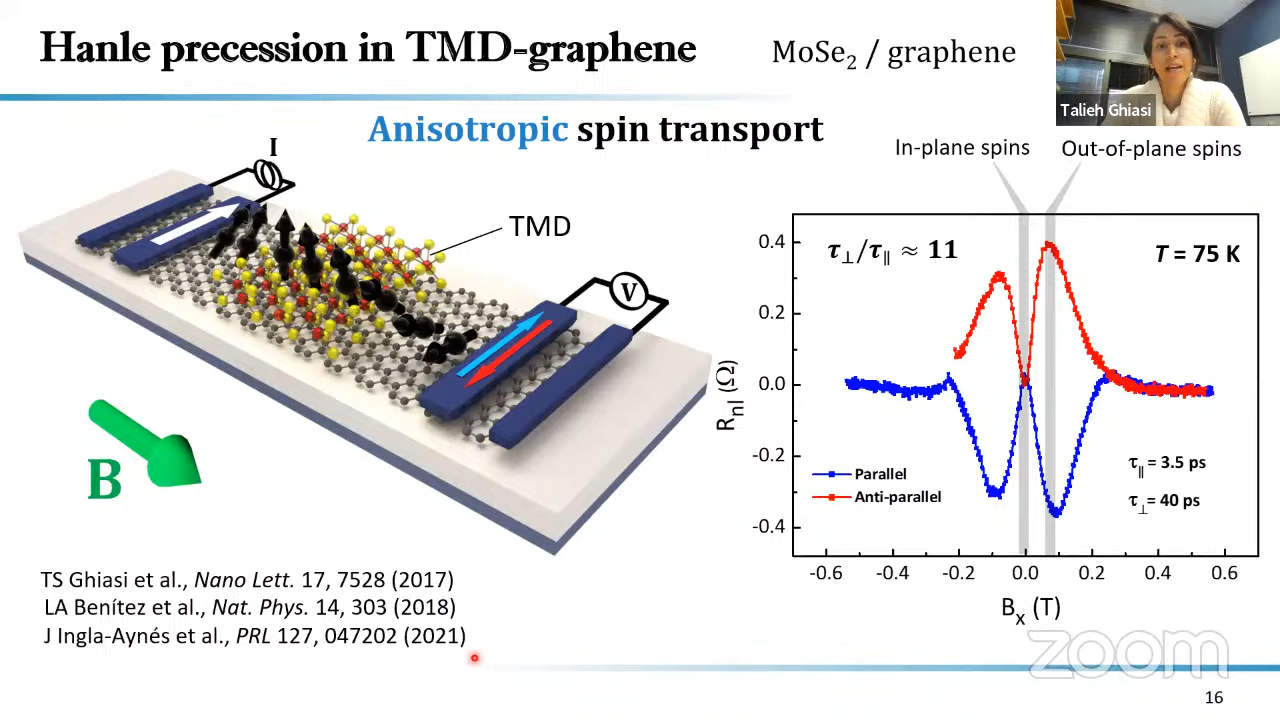 Hanle precession in TMD-graphene
MoSe₂ / graphene
Talieh Ghiasi
Anisotropic spin transport
In-plane spins
Out-of-plane spins
I
TMD
V
B
τ⊥/τ∥ ≈ 11
T = 75 K
0.4
0.2
0.0
-0.2
-0.4
Rnl (Ω)
Parallel
Anti-parallel
τ∥ = 3.5 ps
τ⊥ = 40 ps
-0.6 -0.4 -0.2 0.0 0.2 0.4 0.6
Bx (T)
TS Ghiasi et al., Nano Lett. 17, 7528 (2017)
LA Benítez et al., Nat. Phys. 14, 303 (2018)
J Ingla-Aynés et al., PRL 127, 047202 (2021)
zoom
16